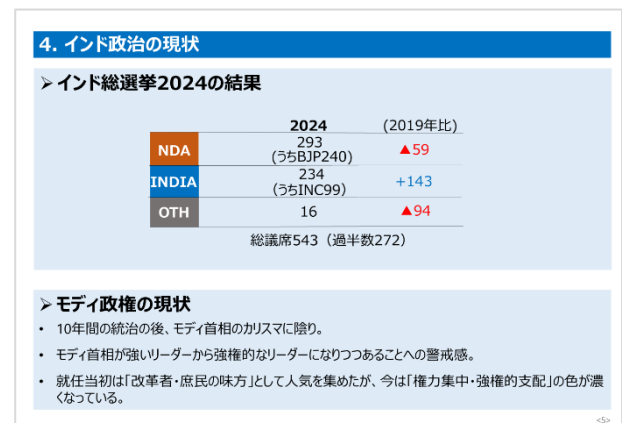 4. インド政治の現状
➢ インド総選挙2024の結果
2024 (2019年比)
NDA 293 ▲59
(うちBJP240)
INDIA 234 +143
(うちINC99)
OTH 16 ▲94
総議席543（過半数272）
➢ モディ政権の現状
• 10年間の統治の後、モディ首相のカリスマに陰り。
• モディ首相が強いリーダーから強権的なリーダーになりつつあることへの警戒感。
• 就任当初は「改革者・庶民の味方」として人気を集めたが、今は「権力集中・強権的支配」の色が濃
くなっている。
<5>